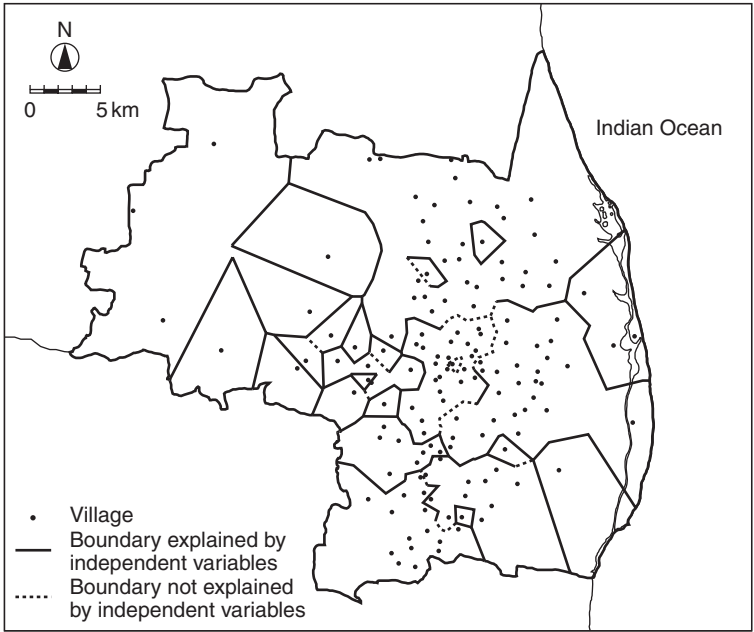 N
0 5 km
Indian Ocean
Village
Boundary explained by
independent variables
Boundary not explained
by independent variables